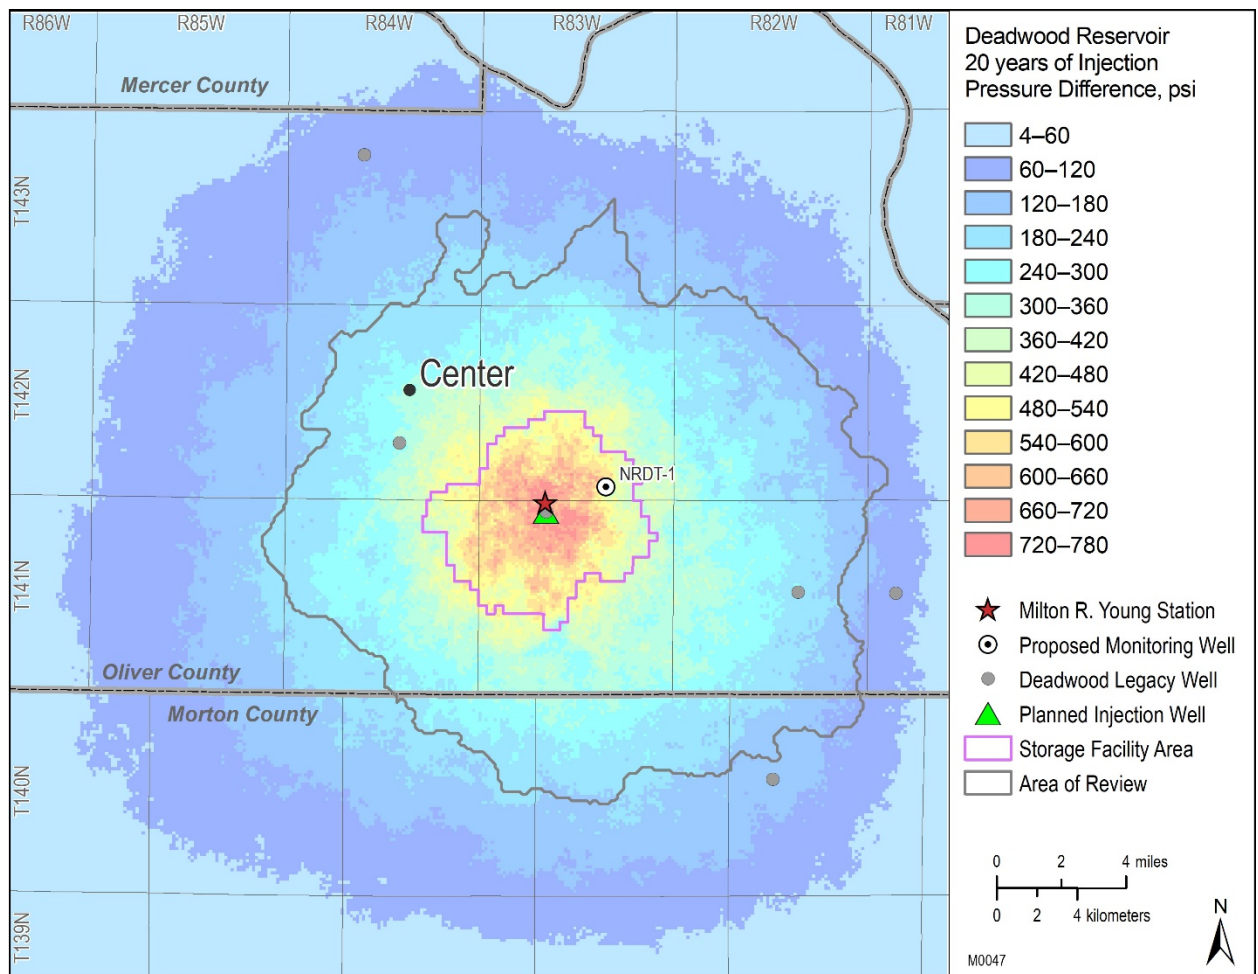 R86W
R85W
R84W
R83W
R82W
R81W
Mercer County
T143N
T142N
Center
NRDT-1
T141N
Oliver County
Morton County
T140N
T139N
Deadwood Reservoir
20 years of Injection
Pressure Difference, psi
4–60
60–120
120–180
180–240
240–300
300–360
360–420
420–480
480–540
540–600
600–660
660–720
720–780
Milton R. Young Station
Proposed Monitoring Well
Deadwood Legacy Well
Planned Injection Well
Storage Facility Area
Area of Review
0 2 4 miles
0 2 4 kilometers
N
M0047